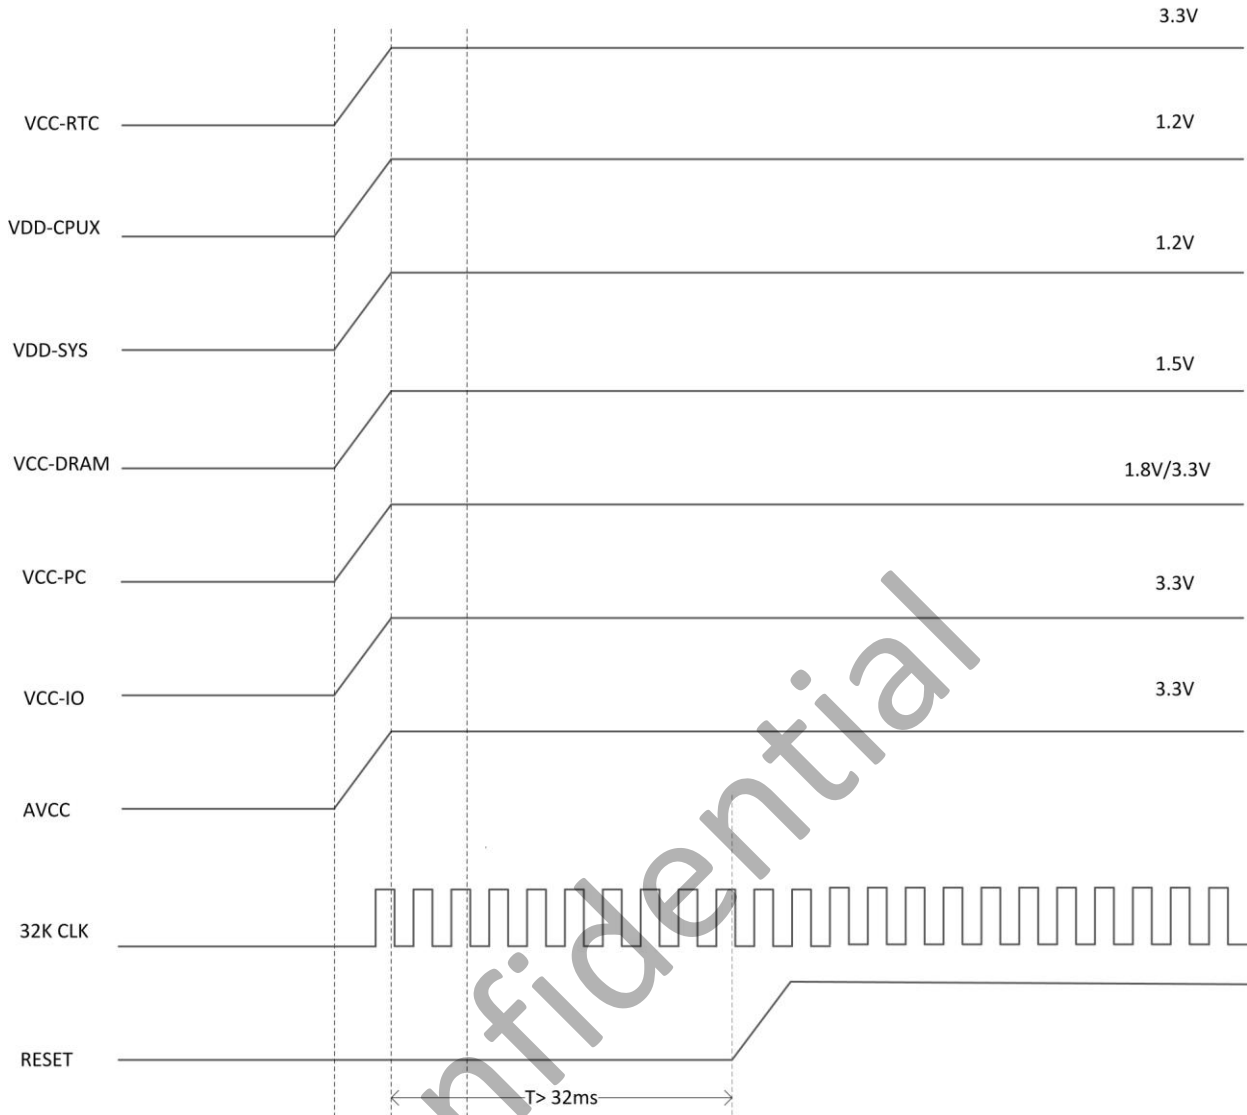 3.3V
VCC-RTC
1.2V
VDD-CPUX
1.2V
VDD-SYS
1.5V
VCC-DRAM
1.8V/3.3V
VCC-PC
3.3V
VCC-IO
3.3V
AVCC
32K CLK
RESET
T> 32ms
nfidential